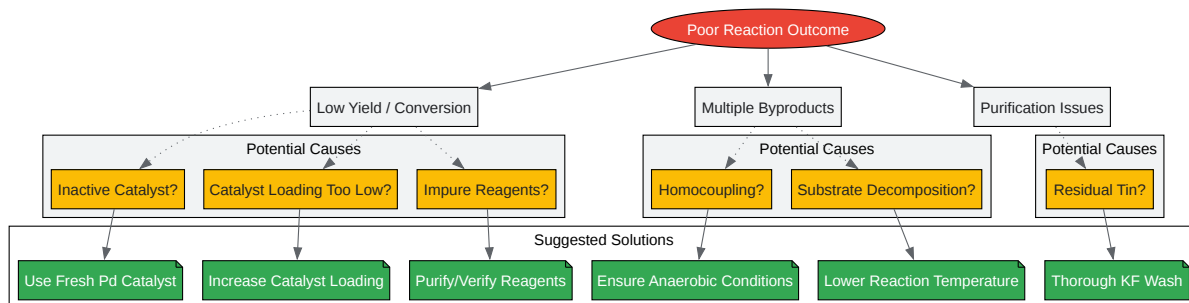 Poor Reaction Outcome
Low Yield / Conversion
Multiple Byproducts
Purification Issues
Potential Causes
Potential Causes
Potential Causes
Inactive Catalyst?
Catalyst Loading Too Low?
Impure Reagents?
Homocoupling?
Substrate Decomposition?
Residual Tin?
Suggested Solutions
Use Fresh Pd Catalyst
Increase Catalyst Loading
Purify/Verify Reagents
Ensure Anaerobic Conditions
Lower Reaction Temperature
Thorough KF Wash